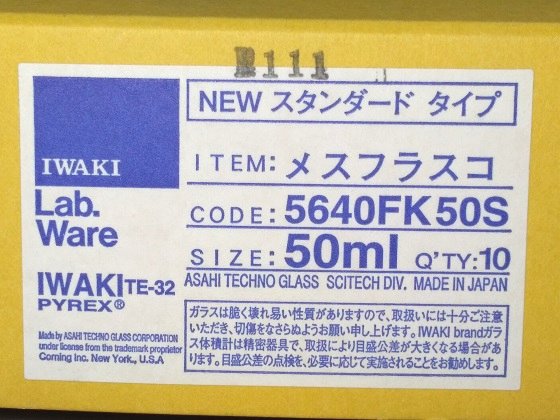 111
NEW スタンダード タイプ
IWAKI
ITEM: メスフラスコ
Lab.
Ware
CODE: 5640FK50S
SIZE: 50ml Q'TY: 10
ASAHI TECHNO GLASS SCITECH DIV. MADE IN JAPAN
IWAKI TE-32
PYREX®
Made by ASAHI TECHNO GLASS CORPORATION
under license from the trademark proprietor
Corning Inc. New York., U.S.A
ガラスは脆く壊れ易い性質がありますので、取扱いには十分ご注意
いただき、切傷をなさらぬようお願い申し上げます。IWAKI brandガラ
ス体積計は精密器具で、取扱により目盛公差が大きくなる場合があ
ります。目盛公差の点検を、必要に応じて実施されることをお勧めします。